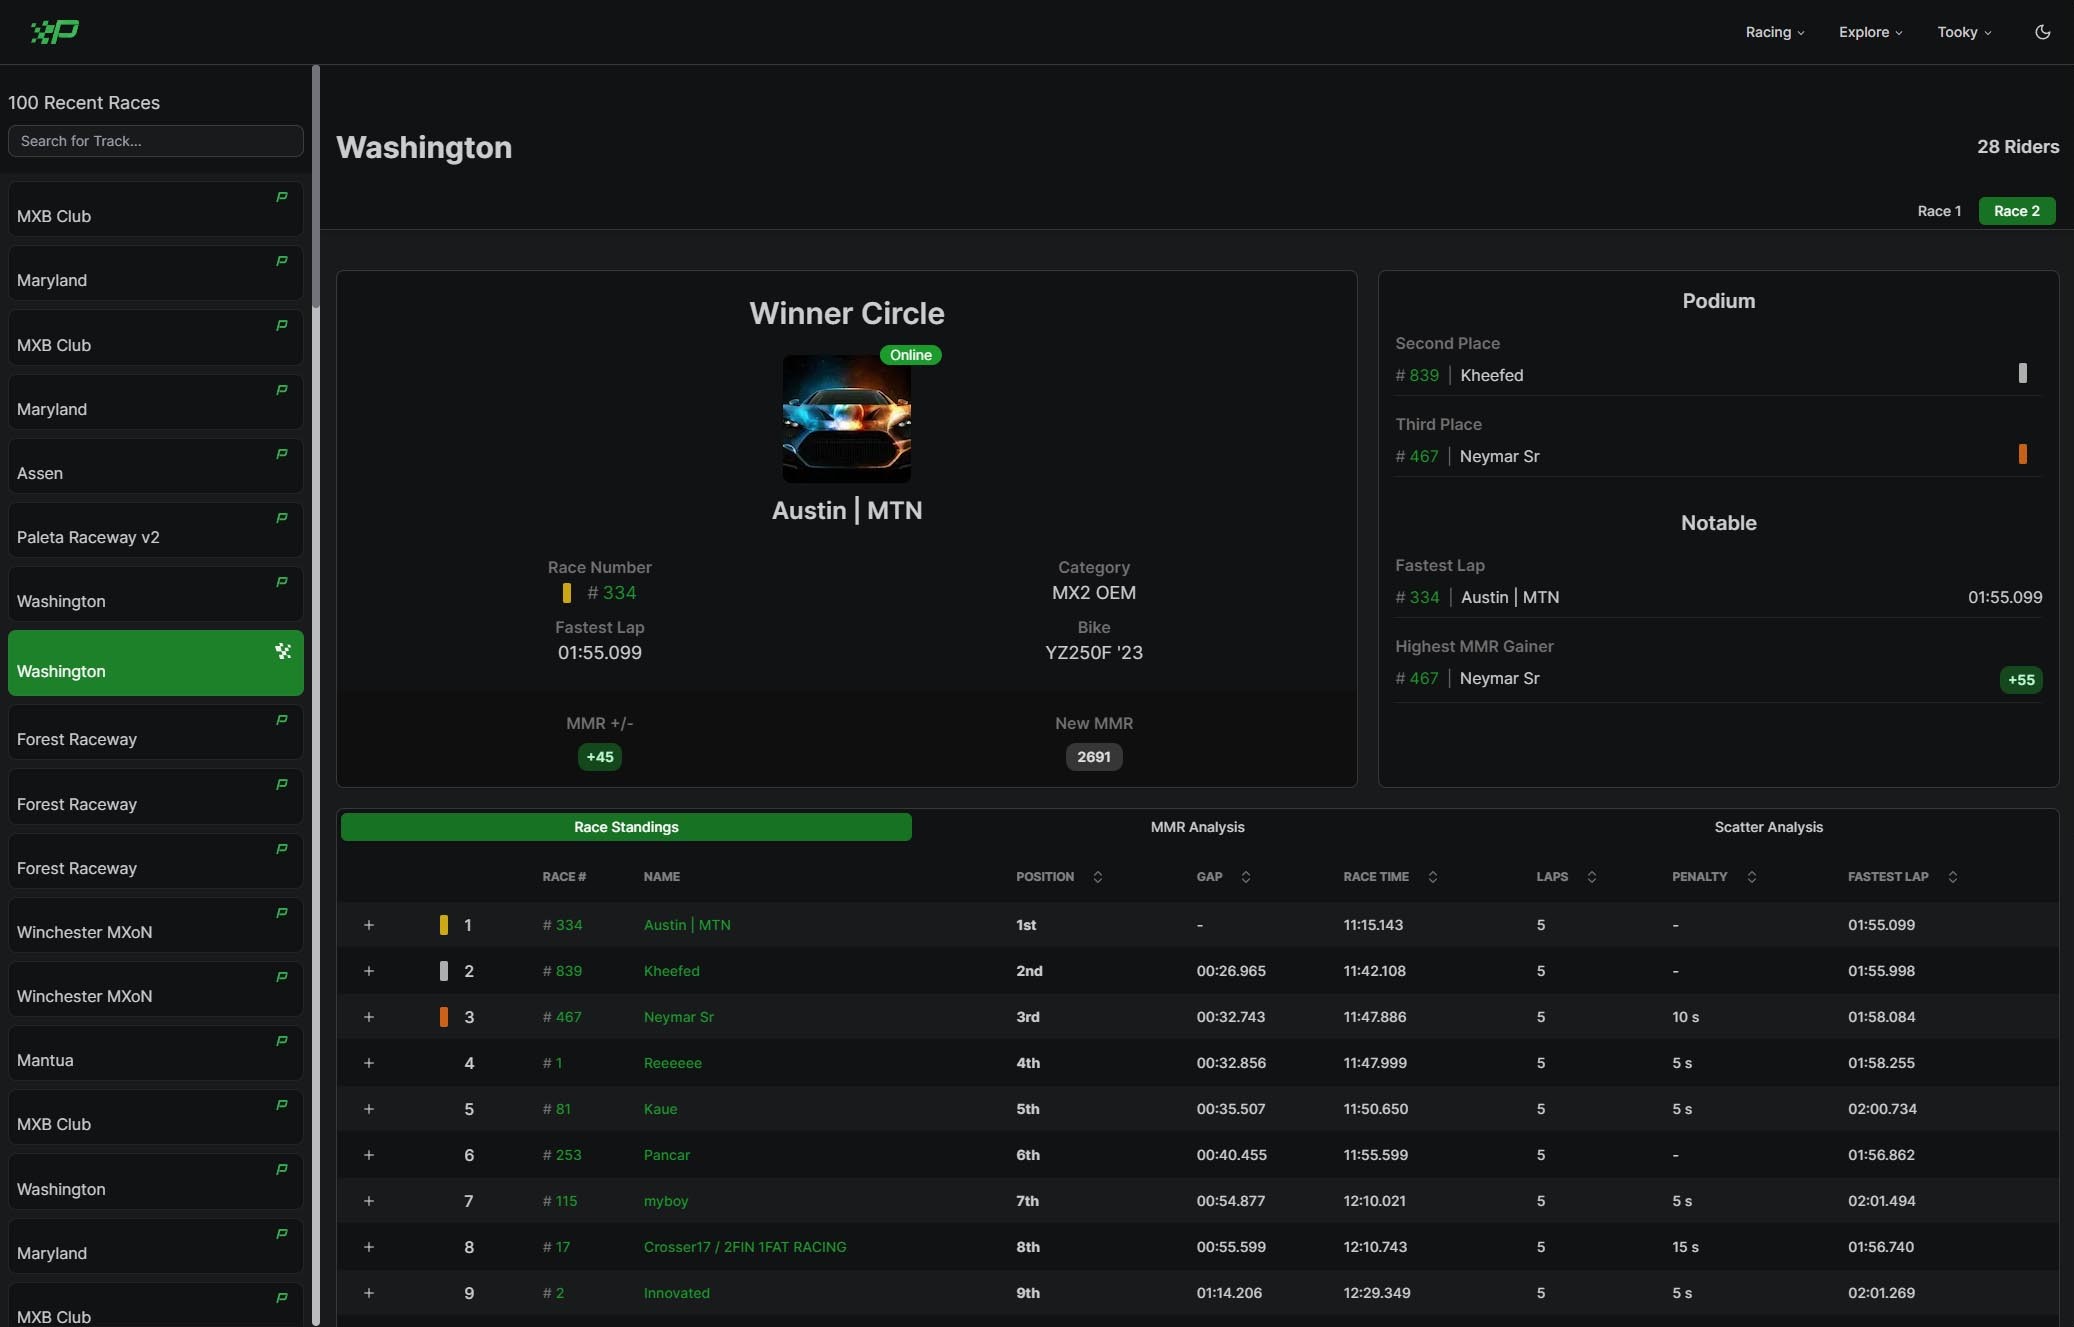 Racing Explore Tooky
100 Recent Races
Search for Track...
MXB Club
Maryland
MXB Club
Maryland
Assen
Paleta Raceway v2
Washington
Washington
Forest Raceway
Forest Raceway
Forest Raceway
Winchester MXoN
Winchester MXoN
Mantua
MXB Club
Washington
Maryland
MXB Club
Washington
28 Riders
Race 1 Race 2
Winner Circle
Online
Austin | MTN
Race Number Category
# 334 MX2 OEM
Fastest Lap Bike
01:55.099 YZ250F '23
MMR +/- New MMR
+45 2691
Podium
Second Place
# 839 | Kheefed
Third Place
# 467 | Neymar Sr
Notable
Fastest Lap
# 334 | Austin | MTN 01:55.099
Highest MMR Gainer
# 467 | Neymar Sr +55
Race Standings MMR Analysis Scatter Analysis
RACE # NAME POSITION GAP RACE TIME LAPS PENALTY FASTEST LAP
+ 1 # 334 Austin | MTN 1st - 11:15.143 5 - 01:55.099
+ 2 # 839 Kheefed 2nd 00:26.965 11:42.108 5 - 01:55.998
+ 3 # 467 Neymar Sr 3rd 00:32.743 11:47.886 5 10 s 01:58.084
+ 4 # 1 Reeeeee 4th 00:32.856 11:47.999 5 5 s 01:58.255
+ 5 # 81 Kaue 5th 00:35.507 11:50.650 5 5 s 02:00.734
+ 6 # 253 Pancar 6th 00:40.455 11:55.599 5 - 01:56.862
+ 7 # 115 myboy 7th 00:54.877 12:10.021 5 5 s 02:01.494
+ 8 # 17 Crosser17 / 2FIN 1FAT RACING 8th 00:55.599 12:10.743 5 15 s 01:56.740
+ 9 # 2 Innovated 9th 01:14.206 12:29.349 5 5 s 02:01.269